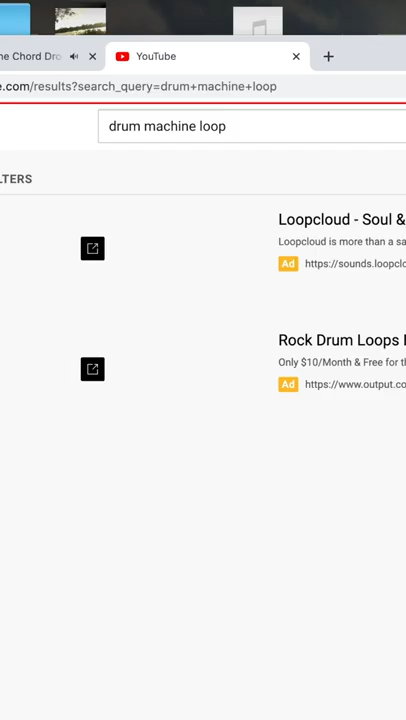 ne Chord Dro
YouTube
e.com/results?search_query=drum+machine+loop
drum machine loop
LTERS
Loopcloud - Soul &
Loopcloud is more than a sa
Ad https://sounds.loopclo
Rock Drum Loops
Only $10/Month & Free for th
Ad https://www.output.co